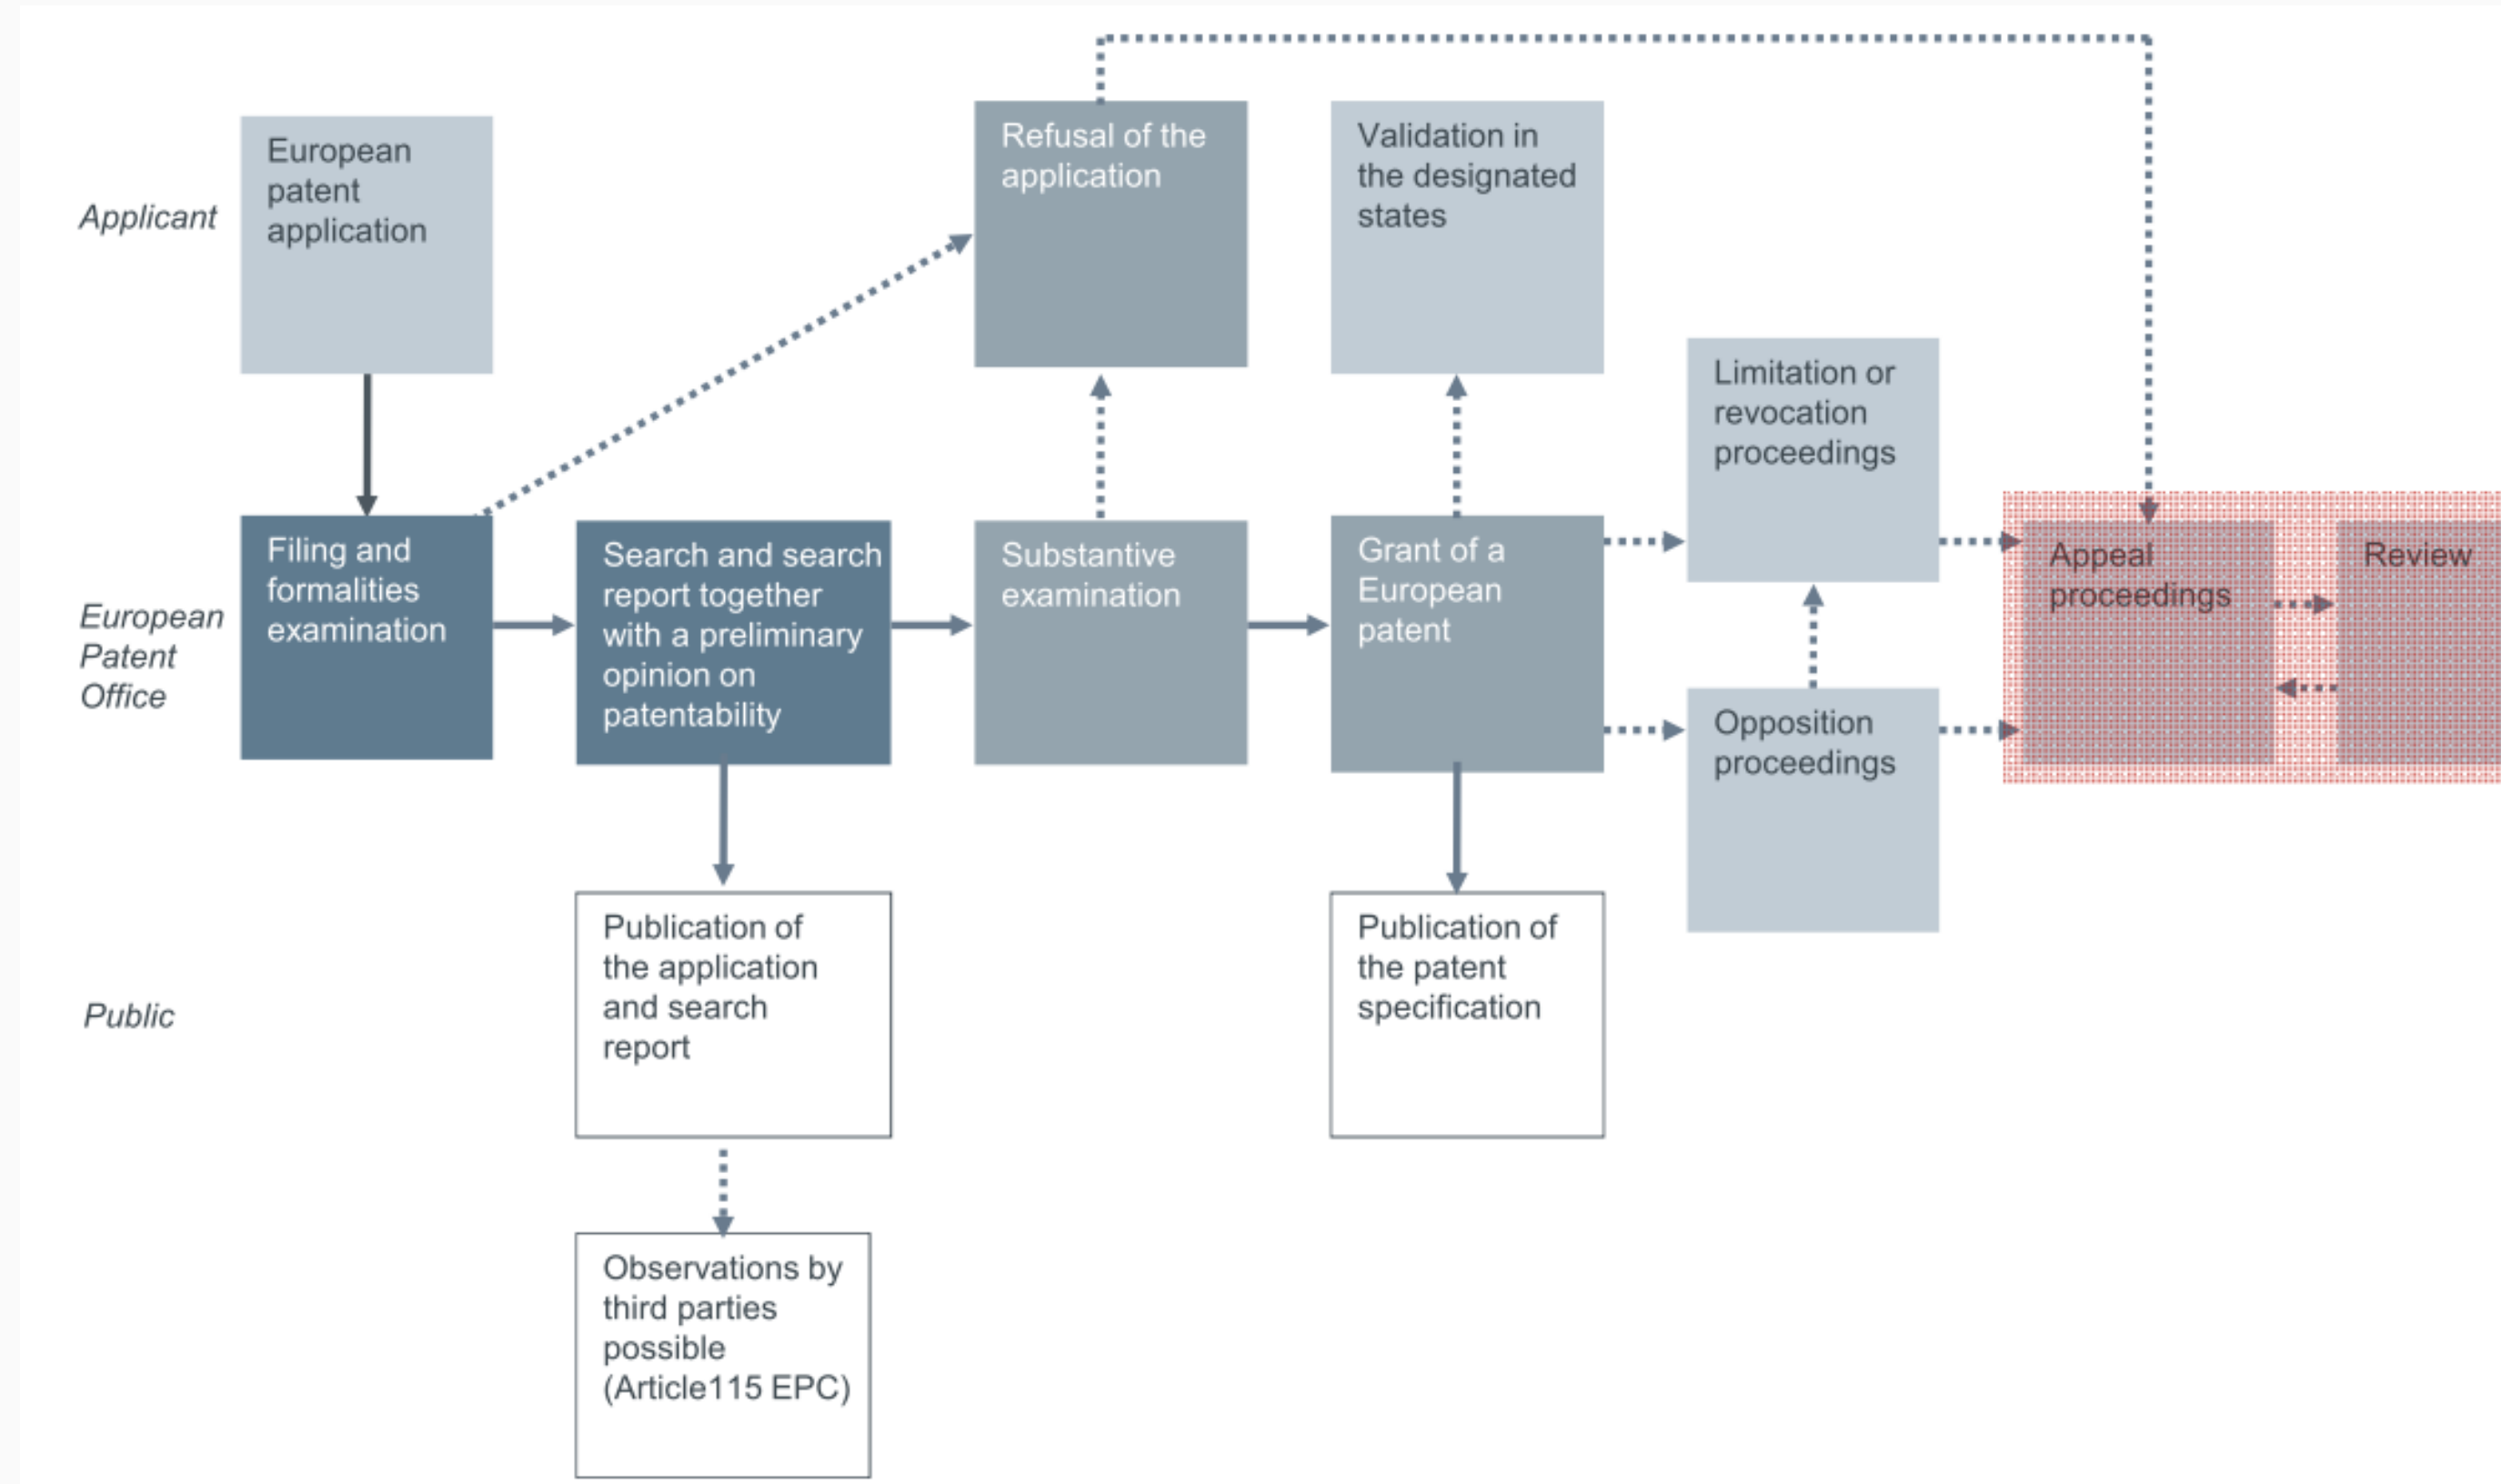 Applicant
European
patent
application
Refusal of the
application
Validation in
the designated
states
Limitation or
revocation
proceedings
European
Patent
Office
Filing and
formalities
examination
Search and search
report together
with a preliminary
opinion on
patentability
Substantive
examination
Grant of a
European
patent
Opposition
proceedings
Appeal
proceedings
Review
Public
Publication of
the application
and search
report
Publication of
the patent
specification
Observations by
third parties
possible
(Article115 EPC)